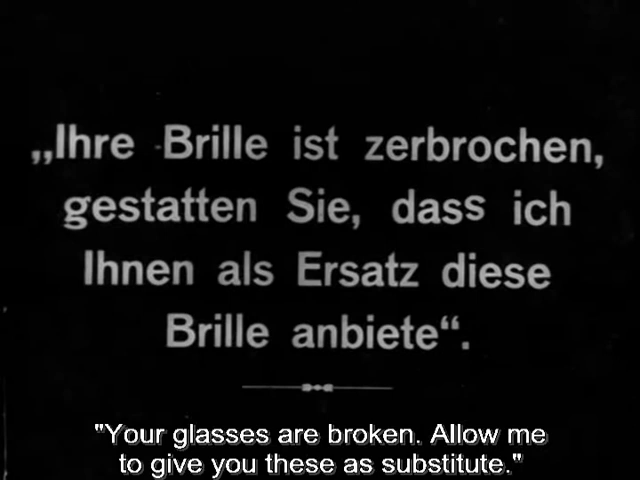 „Ihre Brille ist zerbrochen,
gestatten Sie, dass ich
Ihnen als Ersatz diese
Brille anbiete“.
"Your glasses are broken. Allow me
to give you these as substitute."